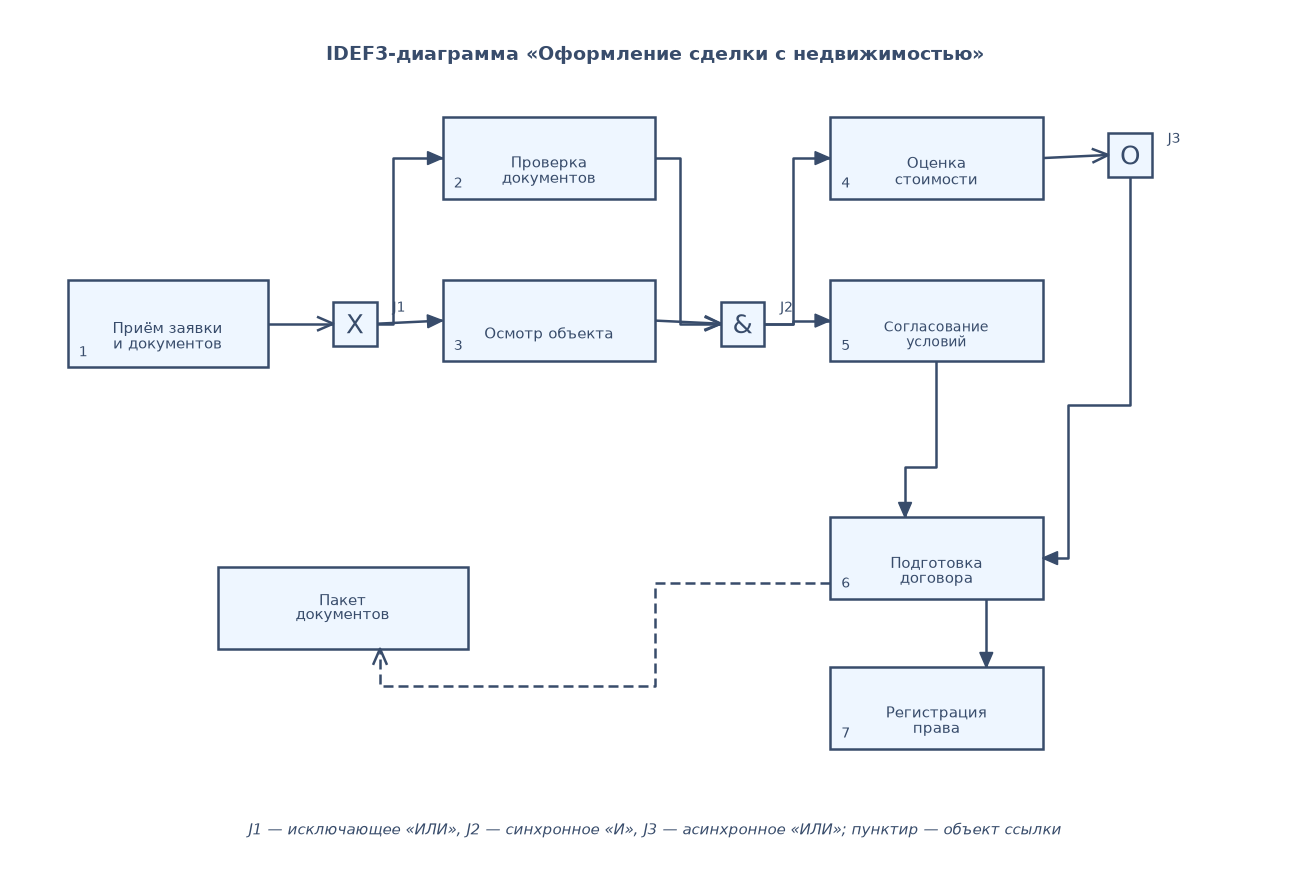 IDEF3-диаграмма «Оформление сделки с недвижимостью»
Проверка
документов
2
Оценка
стоимости
4
O
J3
Приём заявки
и документов
1
X
J1
Осмотр объекта
3
&
J2
Согласование
условий
5
Подготовка
договора
6
Пакет
документов
Регистрация
права
7
J1 — исключающее «ИЛИ», J2 — синхронное «И», J3 — асинхронное «ИЛИ»; пунктир — объект ссылки